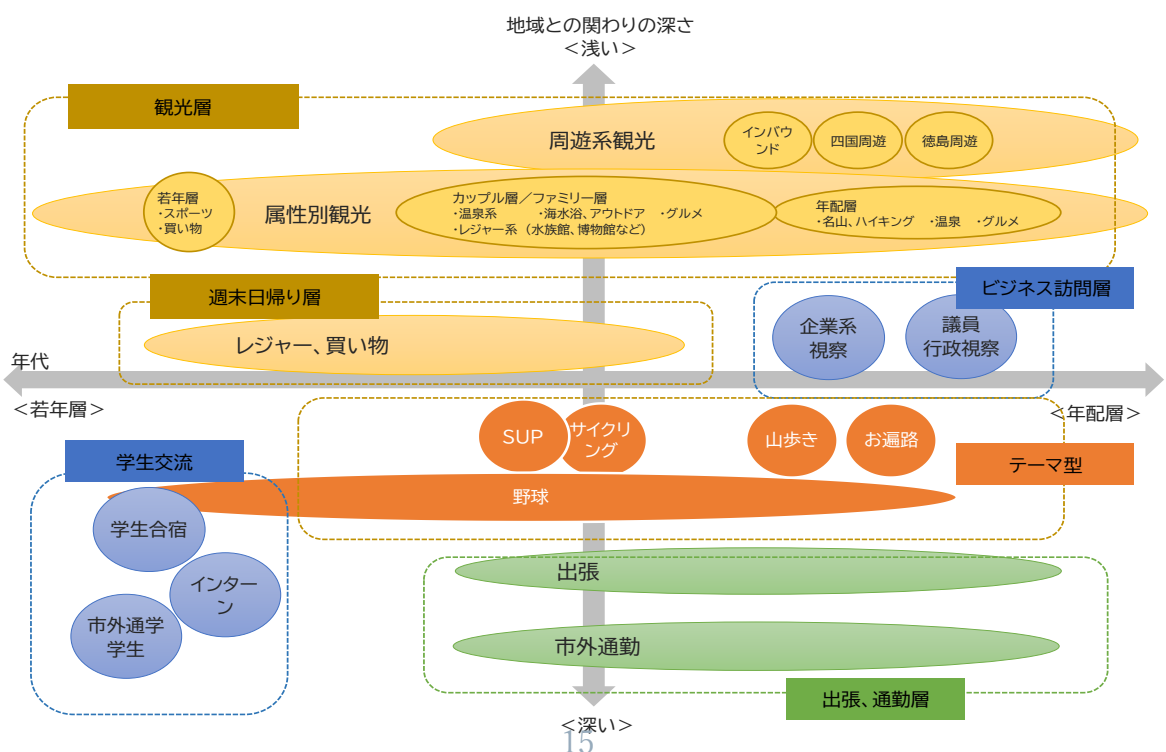 地域との関わりの深さ
＜浅い＞
観光層
周遊系観光
インバウ
ンド
四国周遊
徳島周遊
若年層
・スポーツ
・買い物
属性別観光
カップル層／ファミリー層
・温泉系　　・海水浴、アウトドア　・グルメ
・レジャー系（水族館、博物館など）
年配層
・名山、ハイキング　・温泉　・グルメ
週末日帰り層
ビジネス訪問層
レジャー、買い物
企業系
視察
議員
行政視察
年代
＜若年層＞
＜年配層＞
SUP
サイクリ
ング
山歩き
お遍路
学生交流
テーマ型
野球
学生合宿
インター
ン
市外通学
学生
出張
市外通勤
出張、通勤層
＜深い＞
15